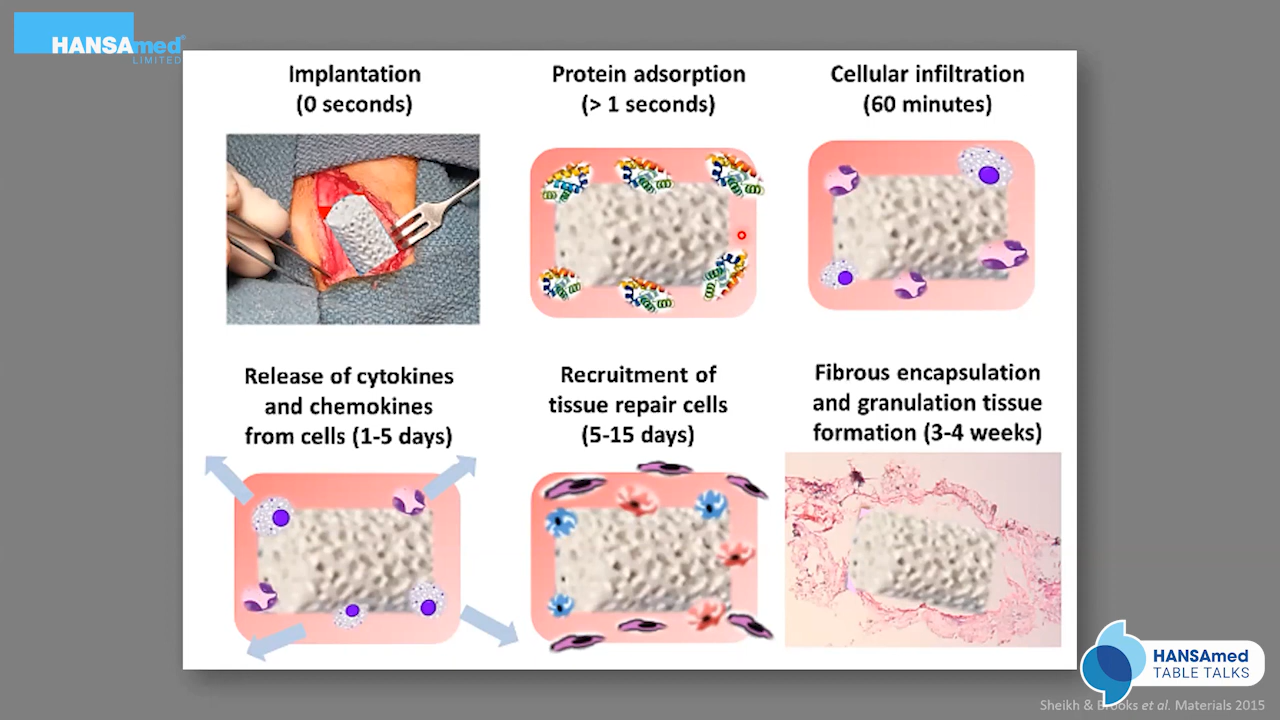 HANSAmed®
LIMITED
Implantation
(0 seconds)
Protein adsorption
(> 1 seconds)
Cellular infiltration
(60 minutes)
Release of cytokines
and chemokines
from cells (1-5 days)
Recruitment of
tissue repair cells
(5-15 days)
Fibrous encapsulation
and granulation tissue
formation (3-4 weeks)
HANSAmed
TABLE TALKS
Sheikh & Brooks et al. Materials 2015